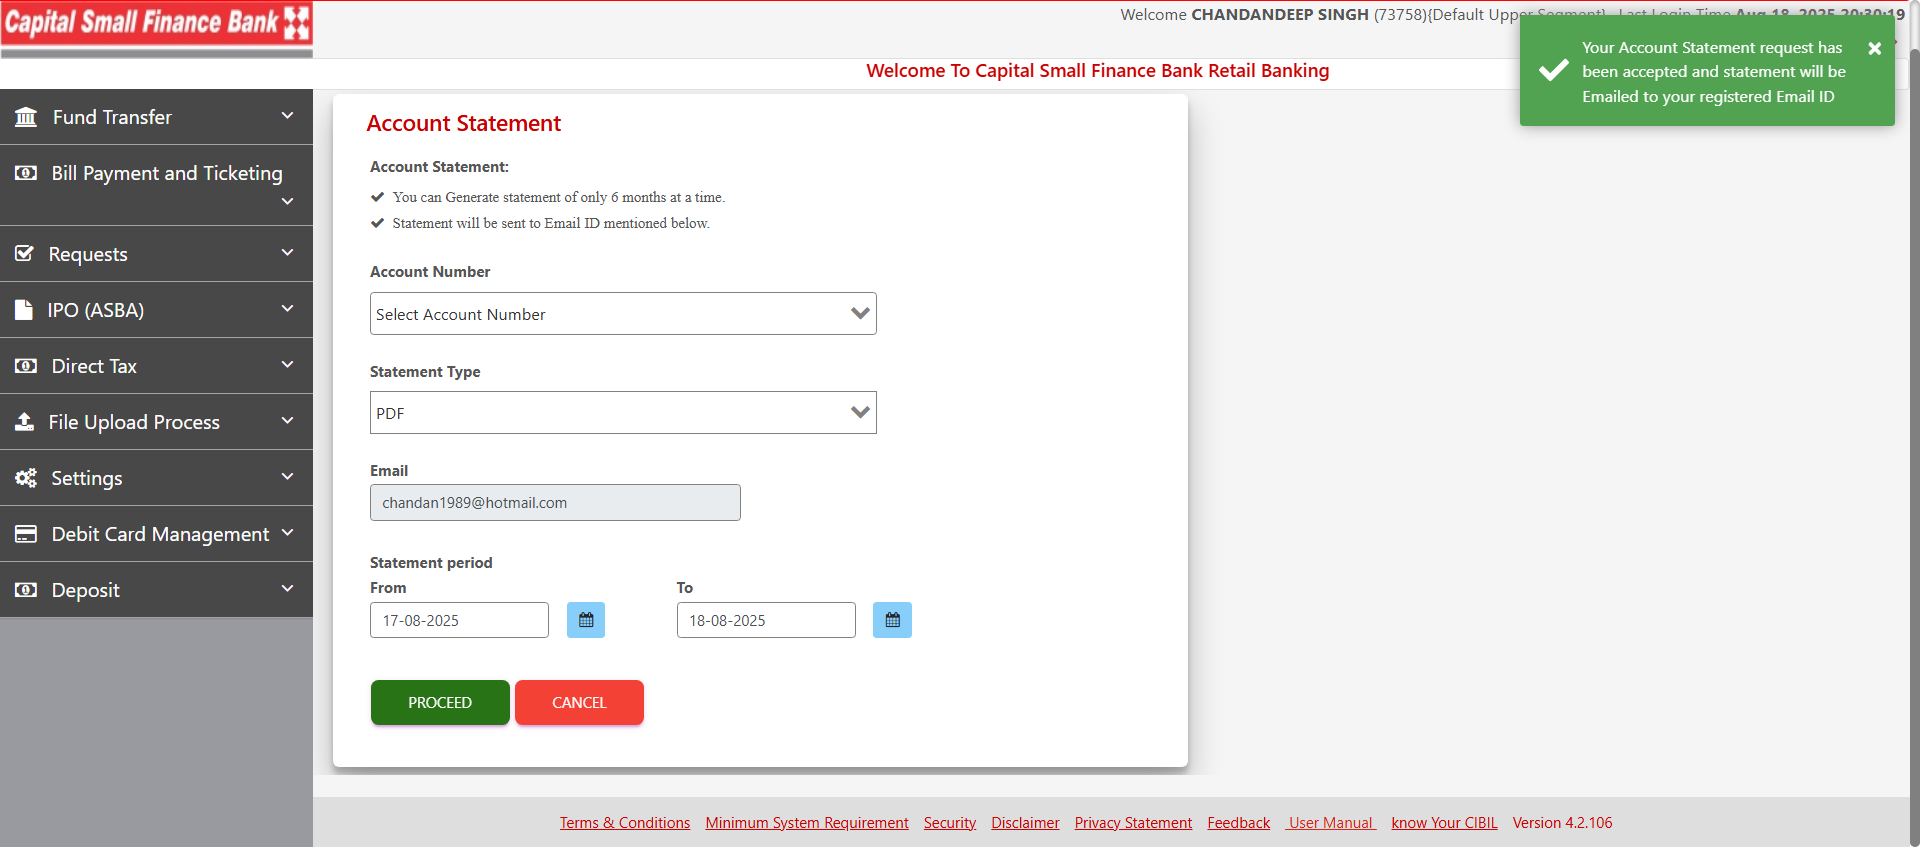 Capital Small Finance Bank
Welcome CHANDANDEEP SINGH (73758){Default Upper Segment} Last Login Time Aug 18, 2025 20:30:19
Your Account Statement request has
been accepted and statement will be
Emailed to your registered Email ID
Welcome To Capital Small Finance Bank Retail Banking
Fund Transfer
Bill Payment and Ticketing
Requests
IPO (ASBA)
Direct Tax
File Upload Process
Settings
Debit Card Management
Deposit
Account Statement
Account Statement:
You can Generate statement of only 6 months at a time.
Statement will be sent to Email ID mentioned below.
Account Number
Select Account Number
Statement Type
PDF
Email
chandan1989@hotmail.com
Statement period
From To
17-08-2025 18-08-2025
PROCEED CANCEL
Terms & Conditions Minimum System Requirement Security Disclaimer Privacy Statement Feedback User Manual know Your CIBIL Version 4.2.106